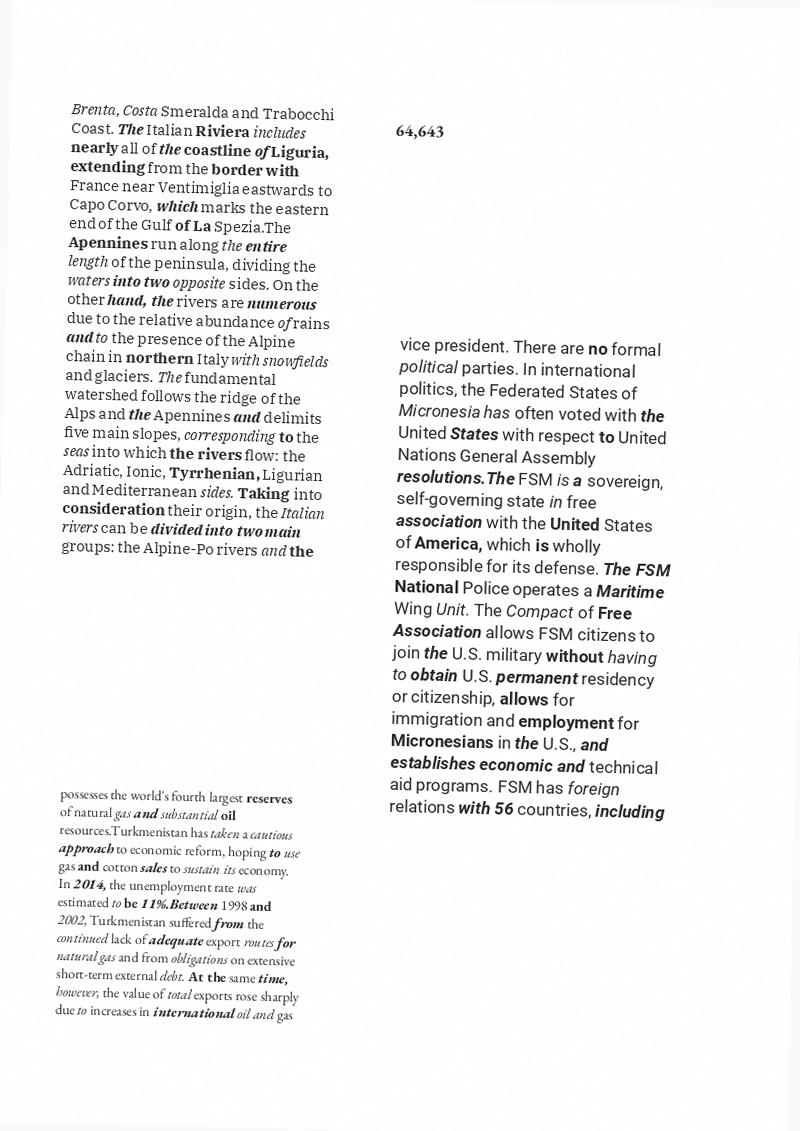 Brenta, Costa Smeralda and Trabocchi
Coast. The Italian Riviera includes
nearly all of the coastline of Liguria,
extending from the border with
France near Ventimiglia eastwards to
Capo Corvo, which marks the eastern
end of the Gulf of La Spezia.The
Apennines run along the entire
length of the peninsula, dividing the
waters into two opposite sides. On the
other hand, the rivers are numerous
due to the relative abundance of rains
and to the presence of the Alpine
chain in northern Italy with snowfields
and glaciers. The fundamental
watershed follows the ridge of the
Alps and the Apennines and delimits
five main slopes, corresponding to the
seas into which the rivers flow: the
Adriatic, Ionic, Tyrrhenian, Ligurian
and Mediterranean sides. Taking into
consideration their origin, the Italian
rivers can be divided into two main
groups: the Alpine-Po rivers and the
possesses the world's fourth largest reserves
of natural gas and substantial oil
resources.Turkmenistan has taken a cautious
approach to economic reform, hoping to use
gas and cotton sales to sustain its economy.
In 2014, the unemployment rate was
estimated to be 11%.Between 1998 and
2002, Turkmenistan suffered from the
continued lack of adequate export routes for
natural gas and from obligations on extensive
short-term external debt. At the same time,
however, the value of total exports rose sharply
due to increases in international oil and gas
64,643
vice president. There are no formal
political parties. In international
politics, the Federated States of
Micronesia has often voted with the
United States with respect to United
Nations General Assembly
resolutions.The FSM is a sovereign,
self-governing state in free
association with the United States
of America, which is wholly
responsible for its defense. The FSM
National Police operates a Maritime
Wing Unit. The Compact of Free
Association allows FSM citizens to
join the U.S. military without having
to obtain U.S. permanent residency
or citizenship, allows for
immigration and employment for
Micronesians in the U.S., and
establishes economic and technical
aid programs. FSM has foreign
relations with 56 countries, including